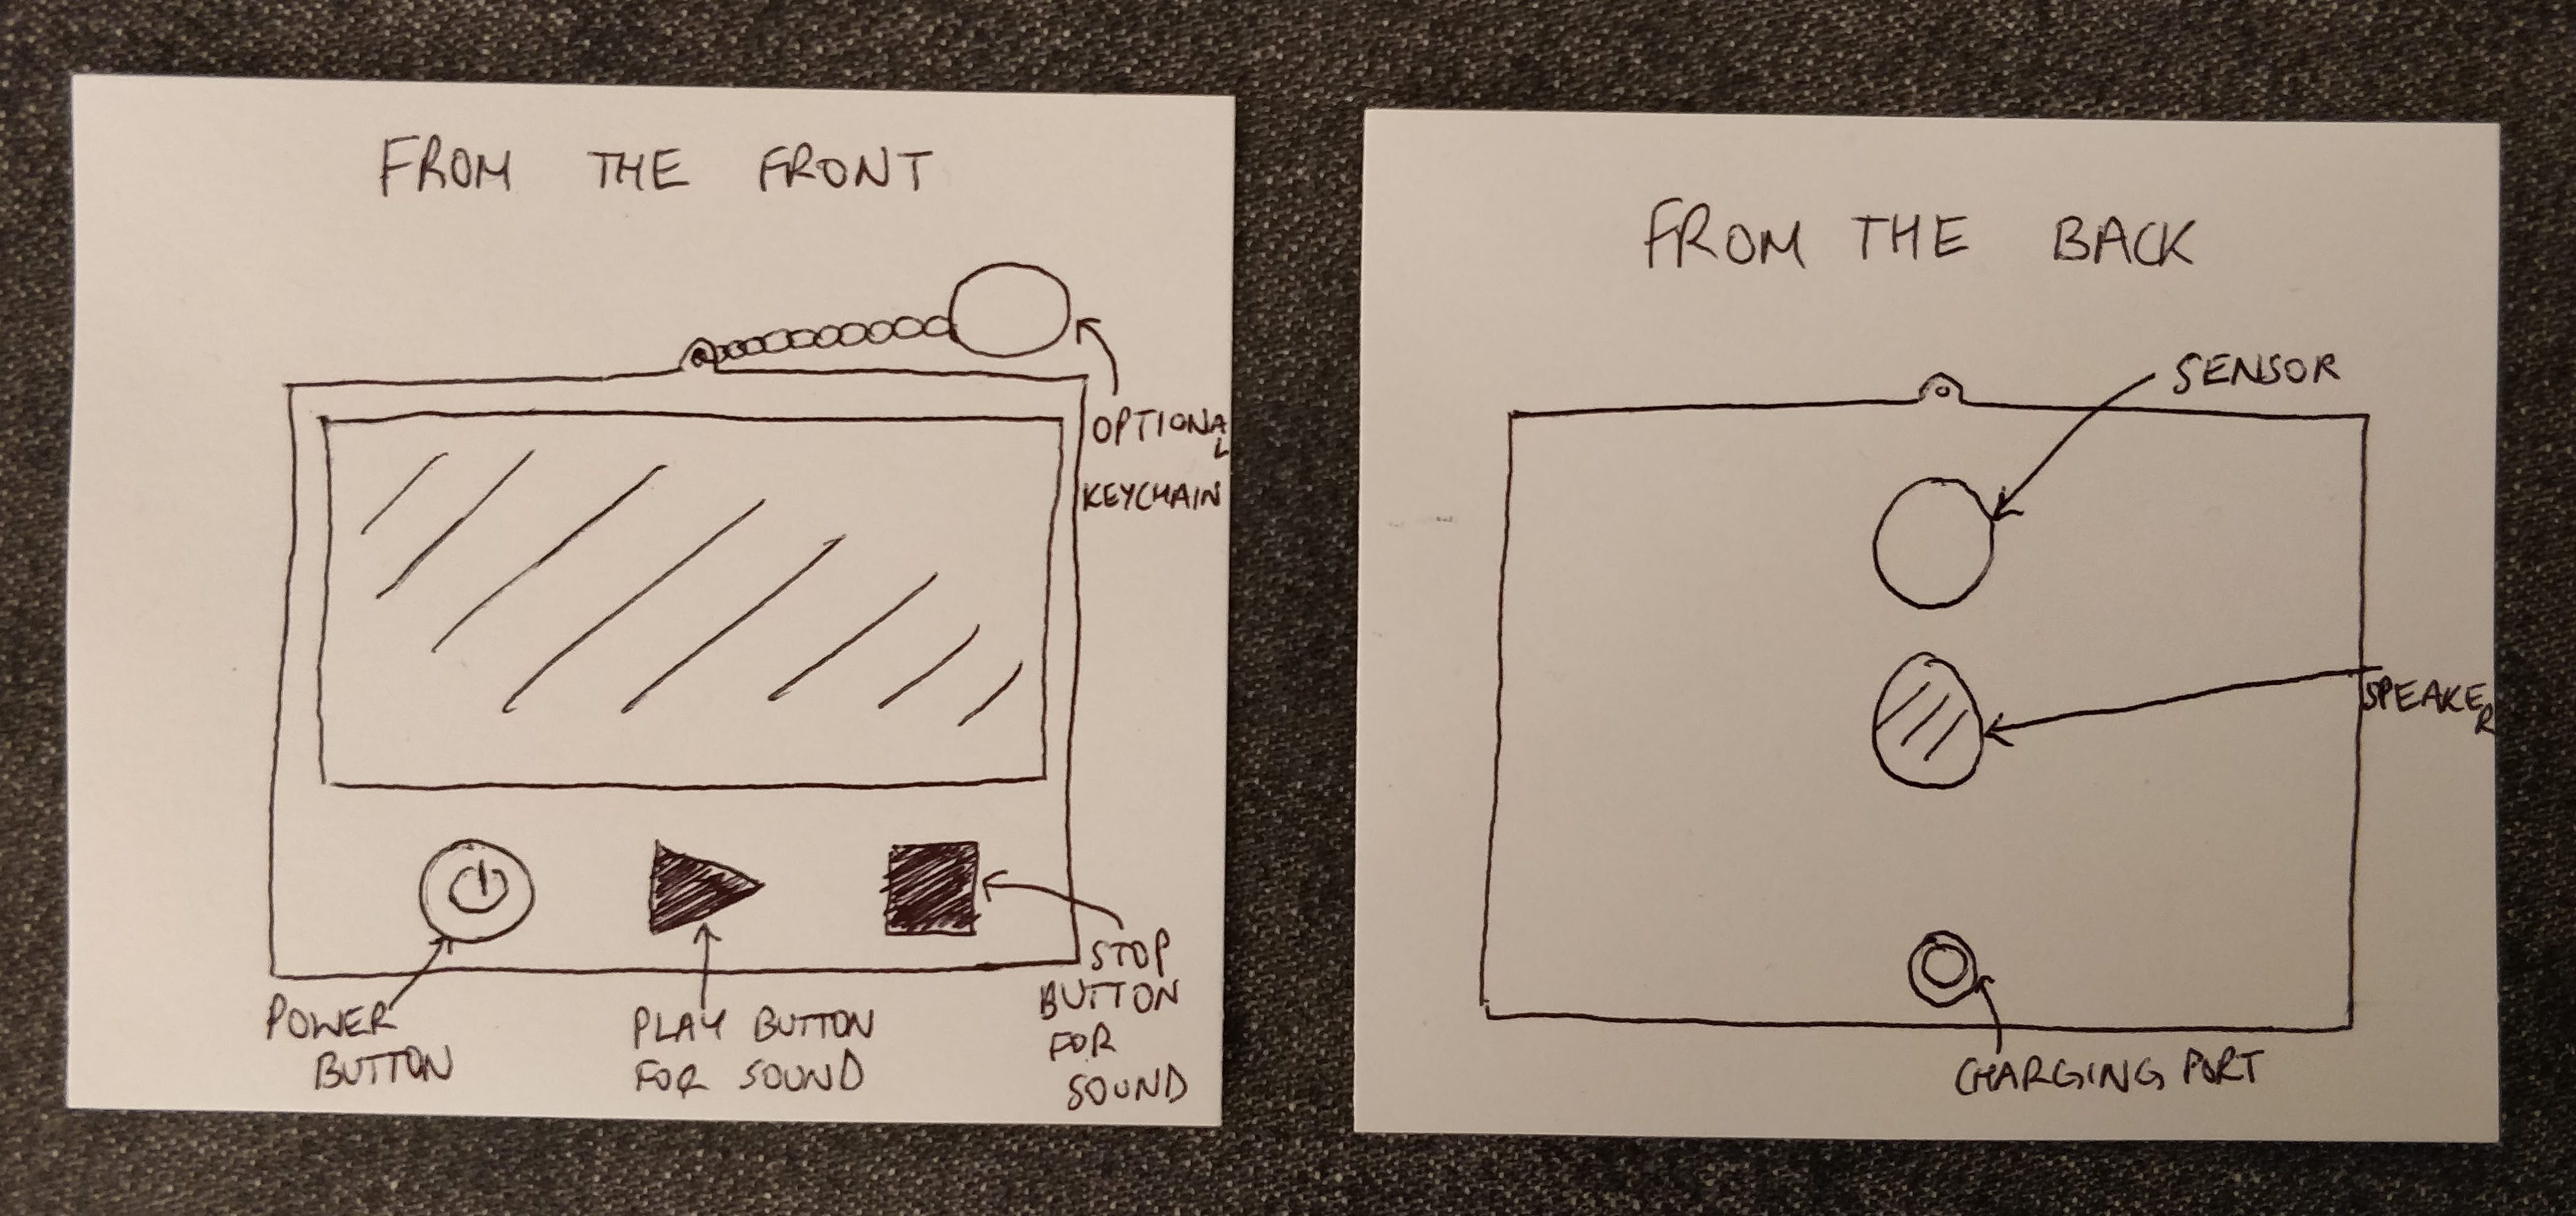 FROM THE FRONT
OPTIONAL
KEYCHAIN
POWER
BUTTON
PLAY BUTTON
FOR SOUND
STOP
BUTTON
FOR
SOUND
FROM THE BACK
SENSOR
SPEAKER
CHARGING PORT